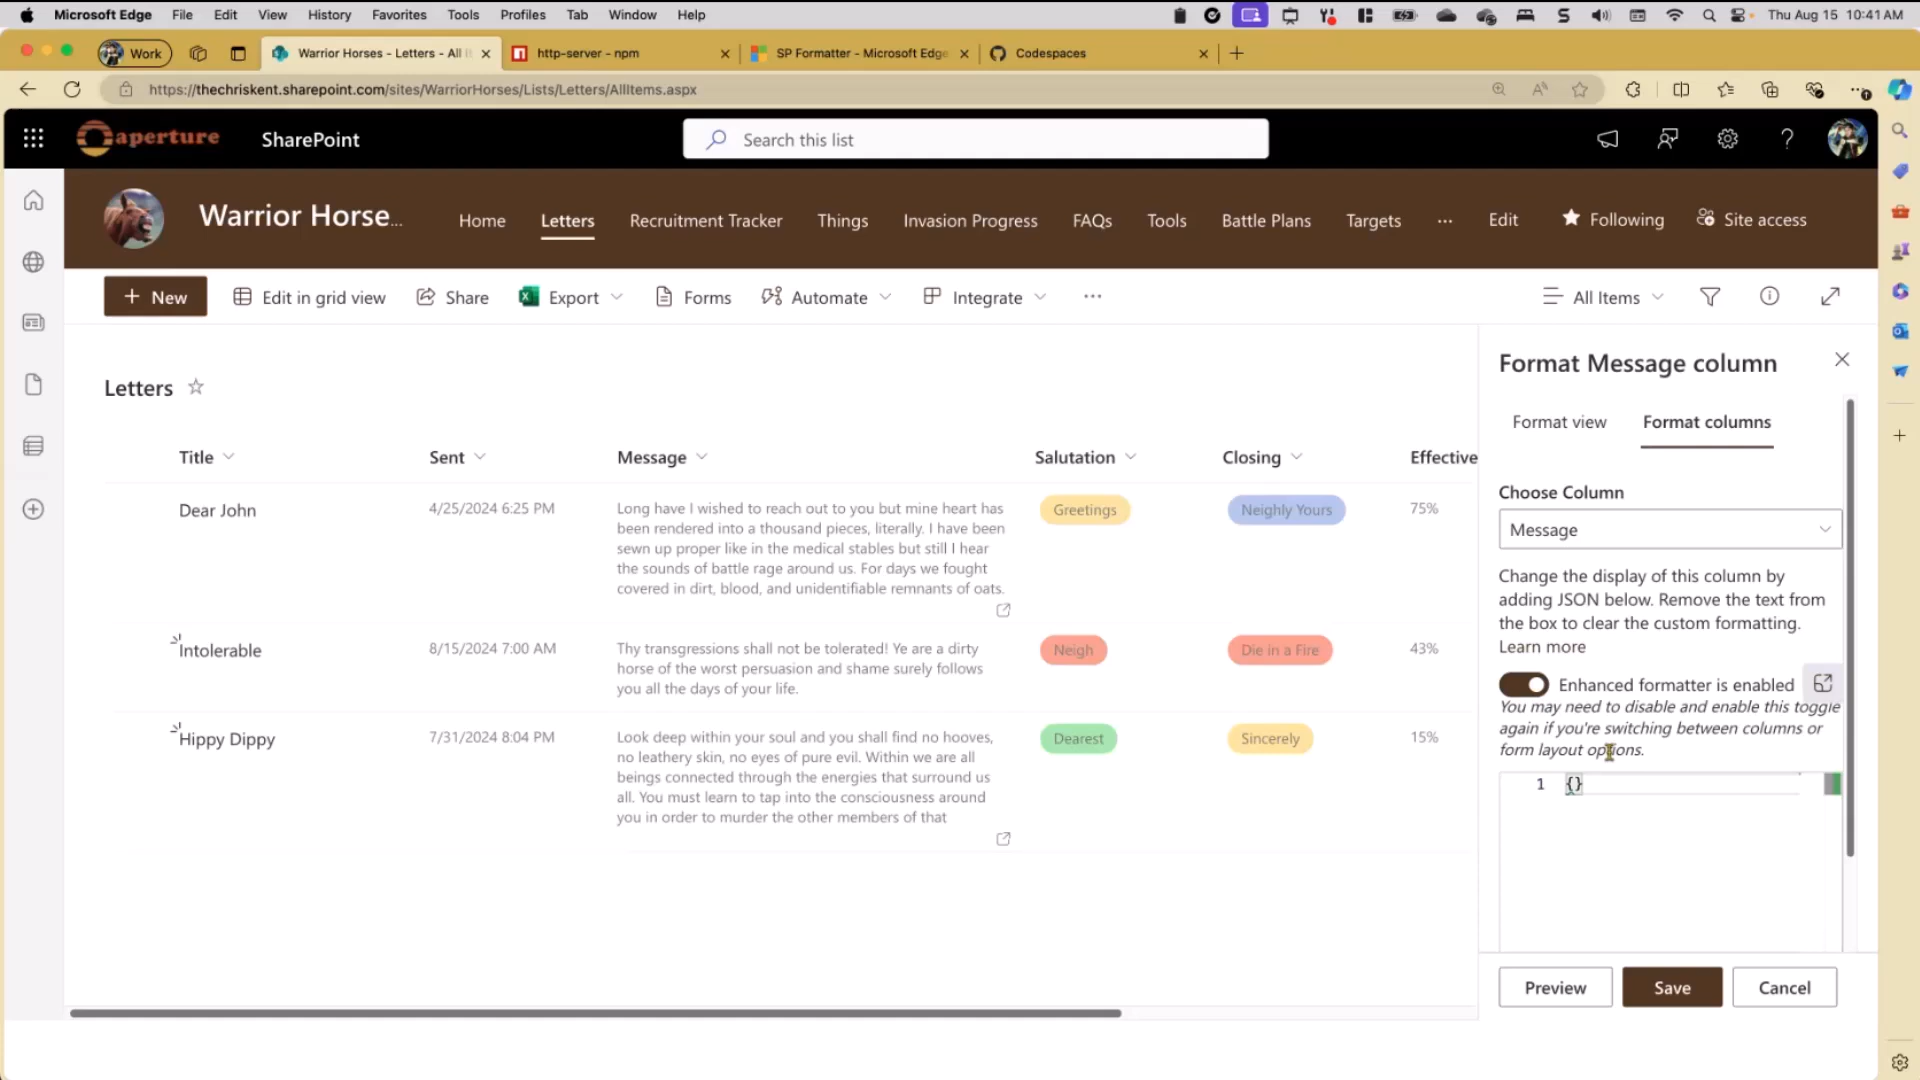 Microsoft Edge File Edit View History Favorites Tools Profiles Tab Window Help Thu Aug 15 10:41 AM
Work Warrior Horses - Letters - All http-server - npm SP Formatter - Microsoft Edge Codespaces
https://thechriskent.sharepoint.com/sites/WarriorHorses/Lists/Letters/AllItems.aspx
aperture SharePoint Search this list
Warrior Horse... Home Letters Recruitment Tracker Things Invasion Progress FAQs Tools Battle Plans Targets ... Edit Following Site access
+ New Edit in grid view Share Export Forms Automate Integrate ... All Items
Format Message column
Format view Format columns
Letters
Title Sent Message Salutation Closing Effective
Dear John 4/25/2024 6:25 PM Long have I wished to reach out to you but mine heart has Greetings Neighly Yours 75%
been rendered into a thousand pieces, literally. I have been
sewn up proper like in the medical stables but still I hear
the sounds of battle rage around us. For days we fought
covered in dirt, blood, and unidentifiable remnants of oats.
Intolerable 8/15/2024 7:00 AM Thy transgressions shall not be tolerated! Ye are a dirty Neigh Die in a Fire 43%
horse of the worst persuasion and shame surely follows
you all the days of your life.
Hippy Dippy 7/31/2024 8:04 PM Look deep within your soul and you shall find no hooves, Dearest Sincerely 15%
no leathery skin, no eyes of pure evil. Within we are all
beings connected through the energies that surround us
all. You must learn to tap into the consciousness around
you in order to murder the other members of that
Choose Column
Message
Change the display of this column by
adding JSON below. Remove the text from
the box to clear the custom formatting.
Learn more
Enhanced formatter is enabled
You may need to disable and enable this toggle
again if you're switching between columns or
form layout options.
1 {}
Preview Save Cancel